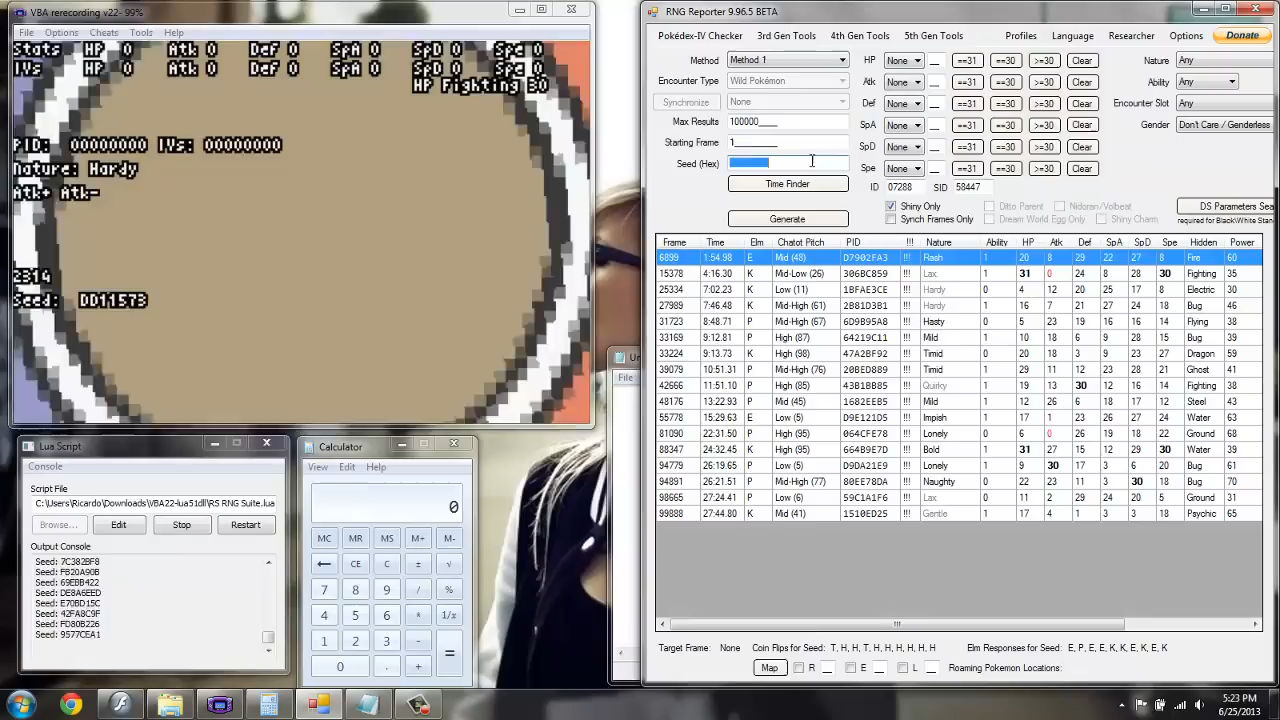 VBA rerecording v22- 99%
File Options Cheats Tools Help
Stats HP 0 Atk 0 Def 0 SpA 0 SpD 0 Spe 0
IVs HP 0 Atk 0 Def 0 SpA 0 SpD 0 Spe 0
HP Fighting 30
PID: 00000000 IVs: 00000000
Nature: Hardy
Atk+ Atk-
2314
Seed: DD11573
Lua Script
Console
Script File
C:\Users\Ricardo\Downloads\VBA22-lua51dll\RS RNG Suite.lua
Browse... Edit Stop Restart
Output Console
Seed: 7C382BF8
Seed: FB20A90B
Seed: 69EBB422
Seed: DE8A6EED
Seed: E70BD15C
Seed: 42FA8C9F
Seed: FD80B226
Seed: 9577CEA1
Calculator
View Edit Help
0
MC MR MS M+ M-
← CE C ± √
7 8 9 / %
4 5 6 * 1/x
1 2 3 - =
0 . +
File
RNG Reporter 9.96.5 BETA
Pokédex-IV Checker 3rd Gen Tools 4th Gen Tools 5th Gen Tools Profiles Language Researcher Options Donate
Method Method 1 HP None __ ==31 ==30 >=30 Clear Nature Any
Encounter Type Wild Pokémon Atk None __ ==31 ==30 >=30 Clear Ability Any
Synchronize None Def None __ ==31 ==30 >=30 Clear Encounter Slot Any
Max Results 100000____ SpA None __ ==31 ==30 >=30 Clear Gender Don't Care / Genderless
Starting Frame 1_________ SpD None __ ==31 ==30 >=30 Clear
Seed (Hex) Spe None __ ==31 ==30 >=30 Clear
Time Finder ID 07288 SID 58447
Shiny Only Ditto Parent Nidoran/Volbeat DS Parameters Sea
Generate Synch Frames Only Dream World Egg Only Shiny Charm required for Black\White Stan
Frame Time Elm Chatot Pitch PID !!! Nature Ability HP Atk Def SpA SpD Spe Hidden Power
6899 1:54.98 E Mid (48) D7902FA3 !!! Rash 1 20 8 29 22 27 8 Fire 60
15378 4:16.30 K Mid-Low (26) 306BC859 !!! Lax 1 31 0 24 8 28 30 Fighting 35
25334 7:02.23 K Low (11) 1BFAE3CE !!! Hardy 0 4 12 20 25 17 8 Electric 30
27989 7:46.48 K Mid-High (61) 2B81D3B1 !!! Hardy 1 16 7 21 27 24 18 Bug 46
31723 8:48.71 P Mid-High (67) 6D9B95A8 !!! Hasty 0 5 23 19 16 16 14 Flying 38
33169 9:12.81 P High (87) 64219C11 !!! Mild 1 10 18 6 9 28 15 Bug 39
33224 9:13.73 K High (98) 47A2BF92 !!! Timid 0 20 18 3 9 23 27 Dragon 59
39079 10:51.31 P Mid-High (76) 20BED889 !!! Timid 1 29 11 12 23 28 21 Ghost 41
42666 11:51.10 P High (85) 43B1BB85 !!! Quirky 1 19 13 30 12 16 14 Fighting 38
48176 13:22.93 P Mid (45) 1682EEB5 !!! Mild 1 12 26 6 18 17 12 Steel 43
55778 15:29.63 E Low (5) D9E121D5 !!! Impish 1 17 1 23 27 23 24 Water 63
81090 22:31.50 P High (95) 064CFE78 !!! Lonely 0 6 0 26 19 18 22 Ground 68
88347 24:32.45 K High (95) 664B9E7D !!! Bold 1 31 27 15 12 29 30 Water 39
94779 26:19.65 P Low (5) D9DA21E9 !!! Lonely 1 9 30 17 3 6 20 Bug 61
94891 26:21.51 P Mid-High (77) 80EE78DA !!! Naughty 0 22 23 11 3 30 18 Bug 70
98665 27:24.41 P Low (6) 59C1A1F6 !!! Lax 0 11 2 29 24 20 5 Ground 31
99888 27:44.80 K Mid (41) 1510ED25 !!! Gentle 1 17 4 1 3 3 18 Psychic 65
Target Frame: None Coin Flips for Seed: T, H, H, T, H, H, H, H, H, H Elm Responses for Seed: E, P, E, E, K, K, E, K, E, K
Map R __ E __ L __ Roaming Pokemon Locations:
5:23 PM
6/25/2013